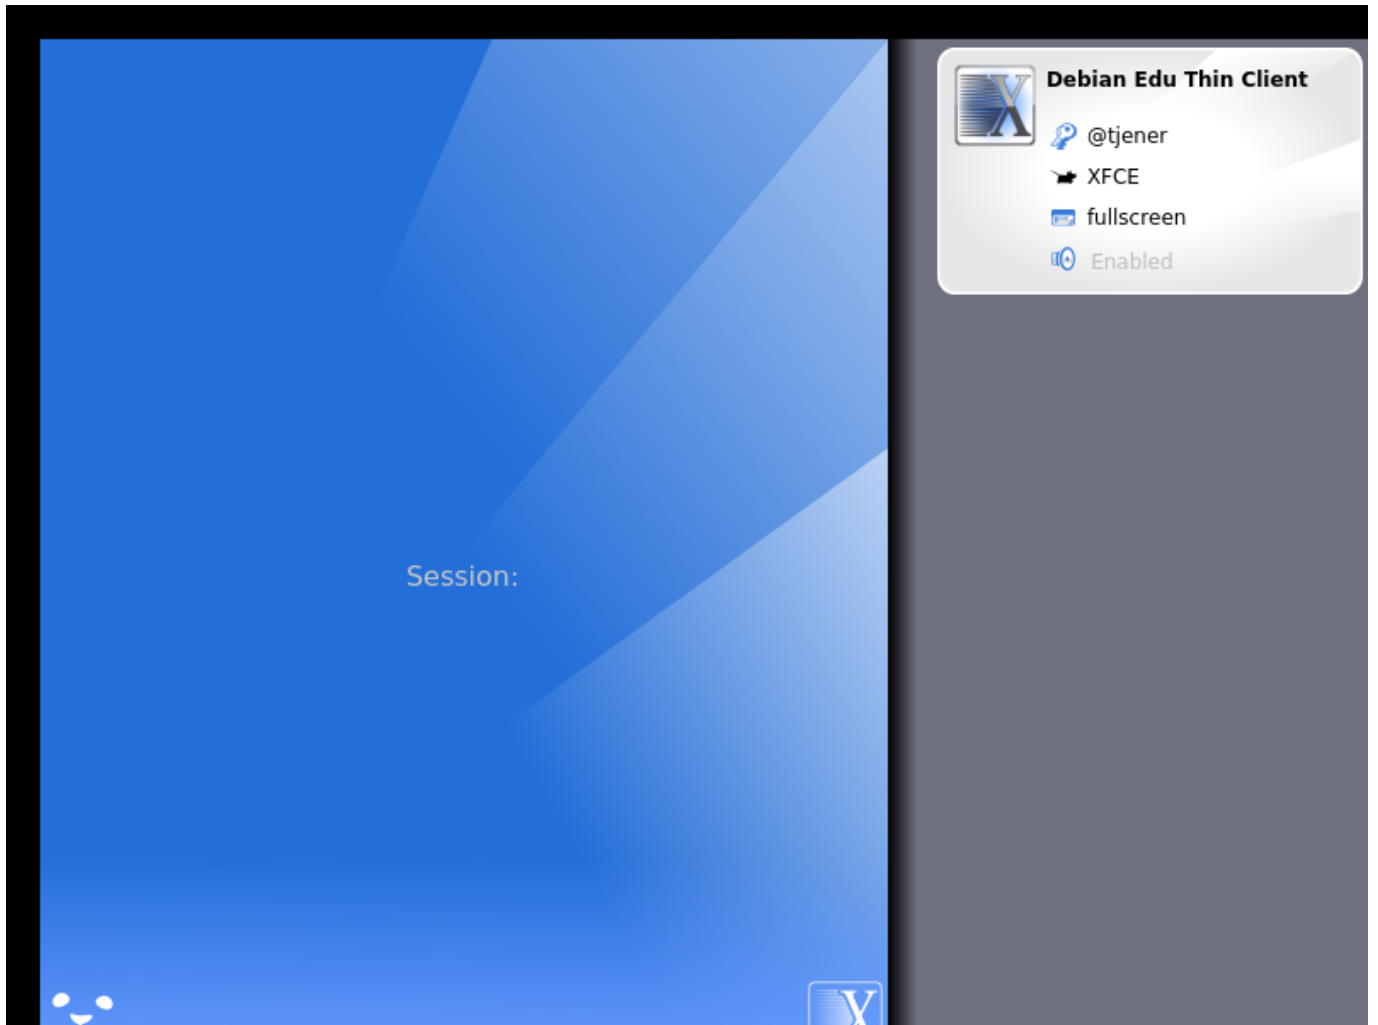 Debian Edu Thin Client
@tjener
XFCE
fullscreen
Enabled
Session:
X
X